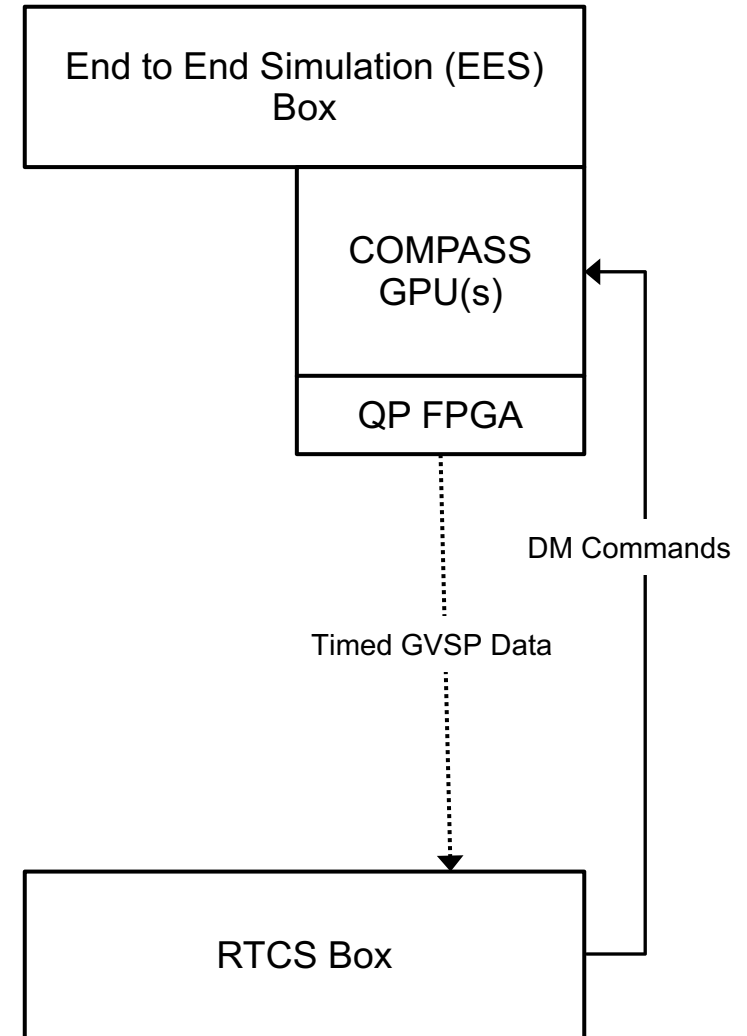 End to End Simulation (EES)
Box
COMPASS
GPU(s)
QP FPGA
DM Commands
Timed GVSP Data
RTCS Box